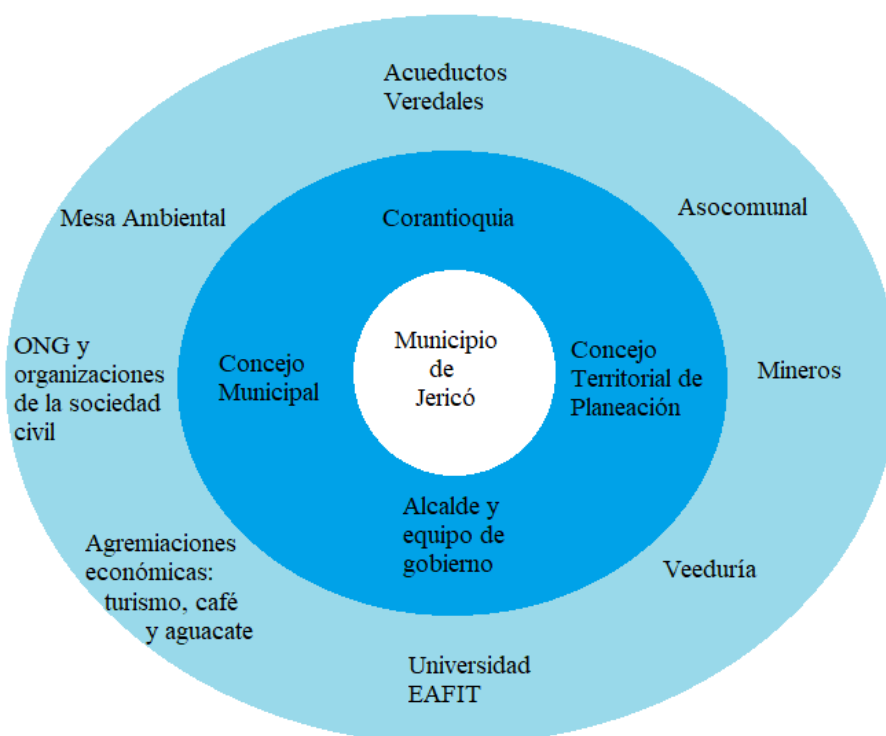 Acueductos
Veredales
Mesa Ambiental
Corantioquia
Asocomunal
ONG y
organizaciones
de la sociedad
civil
Concejo
Municipal
Municipio
de
Jericó
Concejo
Territorial de
Planeación
Mineros
Agremiaciones
económicas:
turismo, café
y aguacate
Alcalde y
equipo de
gobierno
Veeduría
Universidad
EAFIT